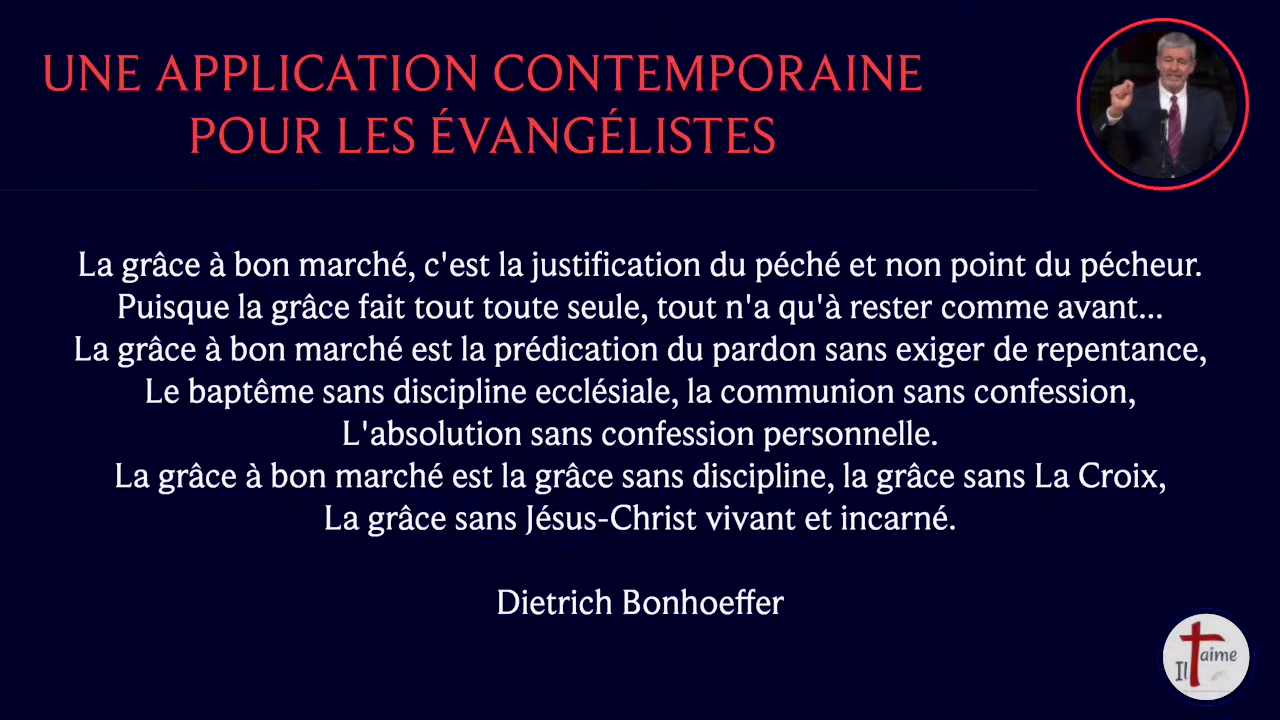 UNE APPLICATION CONTEMPORAINE
POUR LES ÉVANGÉLISTES
La grâce à bon marché, c'est la justification du péché et non point du pécheur.
Puisque la grâce fait tout toute seule, tout n'a qu'à rester comme avant...
La grâce à bon marché est la prédication du pardon sans exiger de repentance,
Le baptême sans discipline ecclésiale, la communion sans confession,
L'absolution sans confession personnelle.
La grâce à bon marché est la grâce sans discipline, la grâce sans La Croix,
La grâce sans Jésus-Christ vivant et incarné.
Dietrich Bonhoeffer
Il t'aime